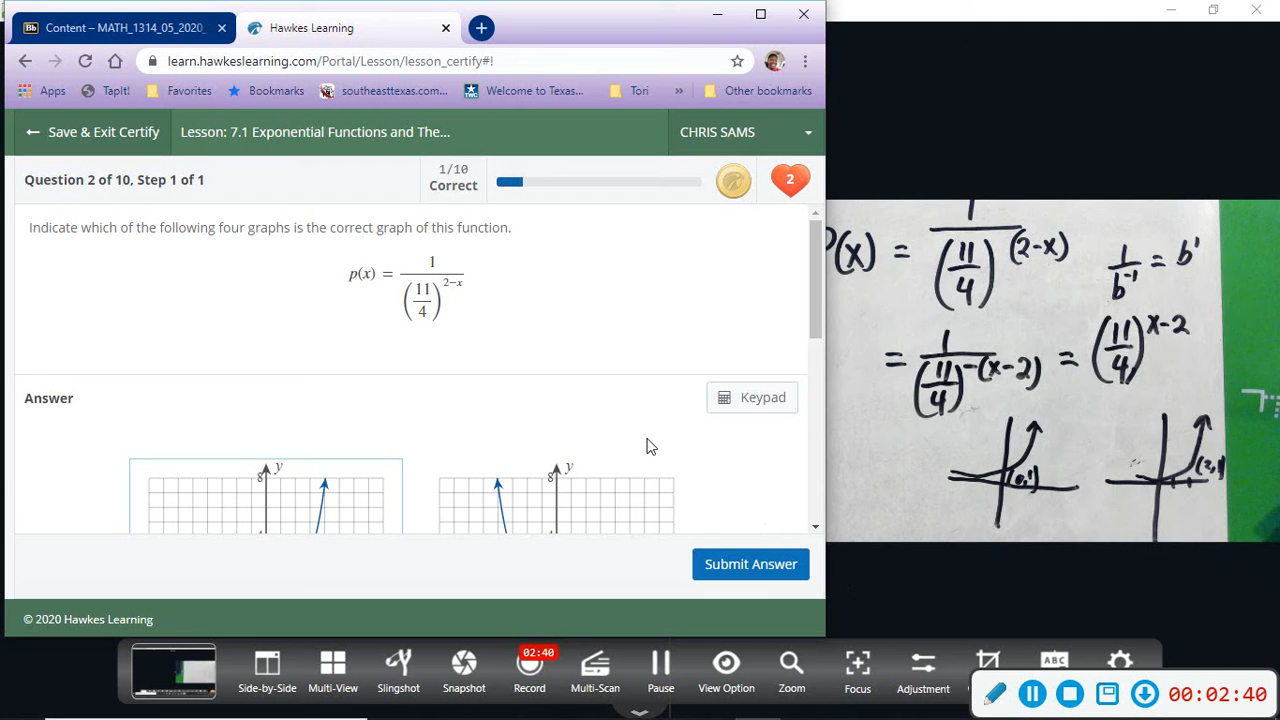 Content – MATH_1314_05_2020_
Hawkes Learning
learn.hawkeslearning.com/Portal/Lesson/lesson_certify#!
Apps TapIt! Favorites Bookmarks southeasttexas.com... Welcome to Texas... Tori » Other bookmarks
← Save & Exit Certify Lesson: 7.1 Exponential Functions and The... CHRIS SAMS
Question 2 of 10, Step 1 of 1
1/10
Correct
2
Indicate which of the following four graphs is the correct graph of this function.
p(x) = 1/(11/4)^(2−x)
Answer
Keypad
8 y
8 y
Submit Answer
© 2020 Hawkes Learning
P(x) = 1/(11/4)^(2-x)
1/b^-1 = b^1
= 1/(11/4)^-(x-2) = (11/4)^x-2
(0,1)
(2,1)
Side-by-Side Multi-View Slingshot Snapshot 02:40 Record Pause View Option Zoom Focus Adjustment
ABC
00:02:40